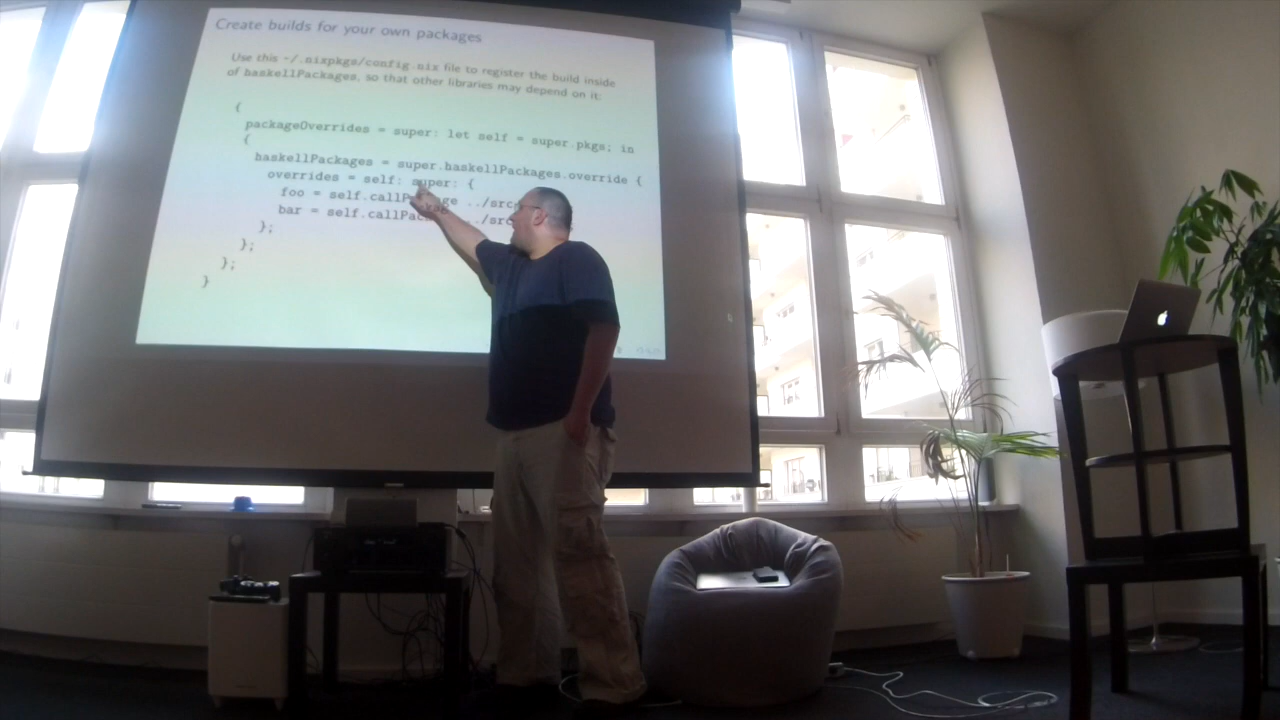 Create builds for your own packages
Use this ~/.nixpkgs/config.nix file to register the build inside
of haskellPackages, so that other libraries may depend on it:
{
packageOverrides = super: let self = super.pkgs; in
{
haskellPackages = super.haskellPackages.override {
overrides = self: super: {
foo = self.callPackage ../src
bar = self.callPackag ../src
};
};
};
}